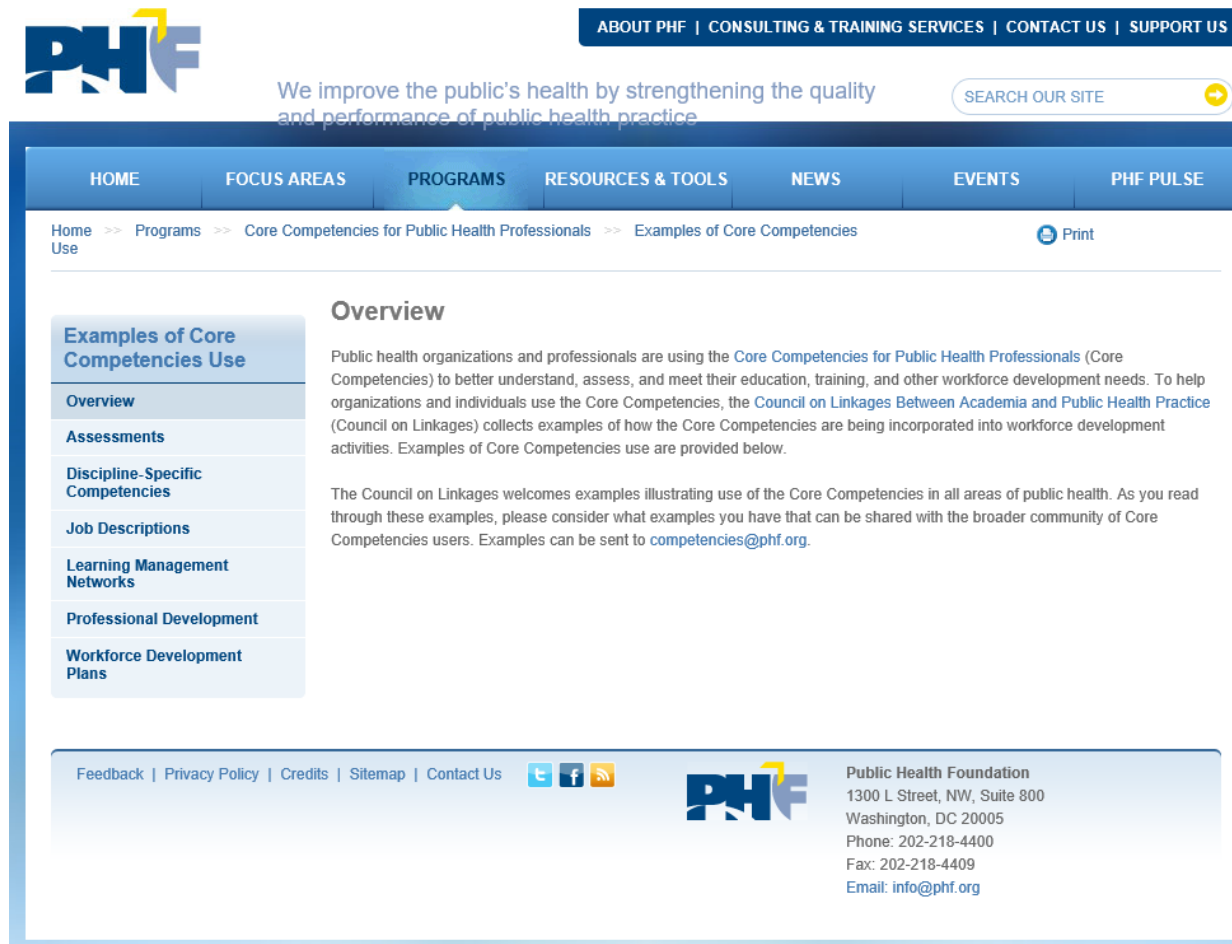 PHF
ABOUT PHF | CONSULTING & TRAINING SERVICES | CONTACT US | SUPPORT US
We improve the public's health by strengthening the quality
and performance of public health practice
SEARCH OUR SITE
HOME FOCUS AREAS PROGRAMS RESOURCES & TOOLS NEWS EVENTS PHF PULSE
Home >> Programs >> Core Competencies for Public Health Professionals >> Examples of Core Competencies
Use
Print
Examples of Core
Competencies Use
Overview
Assessments
Discipline-Specific
Competencies
Job Descriptions
Learning Management
Networks
Professional Development
Workforce Development
Plans
Overview
Public health organizations and professionals are using the Core Competencies for Public Health Professionals (Core
Competencies) to better understand, assess, and meet their education, training, and other workforce development needs. To help
organizations and individuals use the Core Competencies, the Council on Linkages Between Academia and Public Health Practice
(Council on Linkages) collects examples of how the Core Competencies are being incorporated into workforce development
activities. Examples of Core Competencies use are provided below.
The Council on Linkages welcomes examples illustrating use of the Core Competencies in all areas of public health. As you read
through these examples, please consider what examples you have that can be shared with the broader community of Core
Competencies users. Examples can be sent to competencies@phf.org.
Feedback | Privacy Policy | Credits | Sitemap | Contact Us
PHF
Public Health Foundation
1300 L Street, NW, Suite 800
Washington, DC 20005
Phone: 202-218-4400
Fax: 202-218-4409
Email: info@phf.org